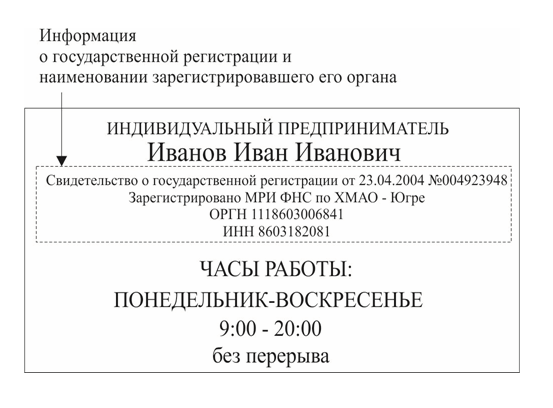 Информация
о государственной регистрации и
наименовании зарегистрировавшего его органа
ИНДИВИДУАЛЬНЫЙ ПРЕДПРИНИМАТЕЛЬ
Иванов Иван Иванович
Свидетельство о государственной регистрации от 23.04.2004 №004923948
Зарегистрировано МРИ ФНС по ХМАО - Югре
ОРГН 1118603006841
ИНН 8603182081
ЧАСЫ РАБОТЫ:
ПОНЕДЕЛЬНИК-ВОСКРЕСЕНЬЕ
9:00 - 20:00
без перерыва